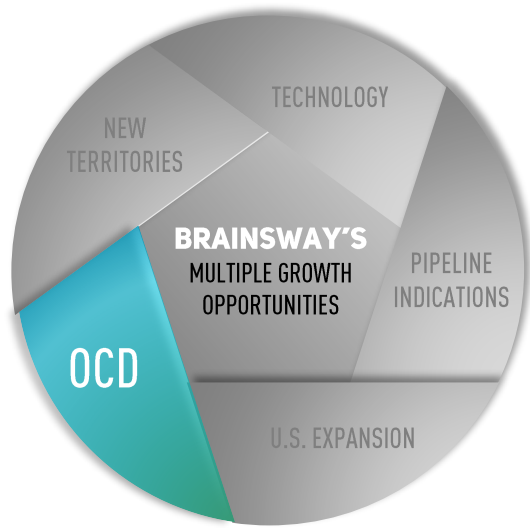 TECHNOLOGY
NEW
TERRITORIES
BRAINSWAY'S
MULTIPLE GROWTH
OPPORTUNITIES
PIPELINE
INDICATIONS
OCD
U.S. EXPANSION